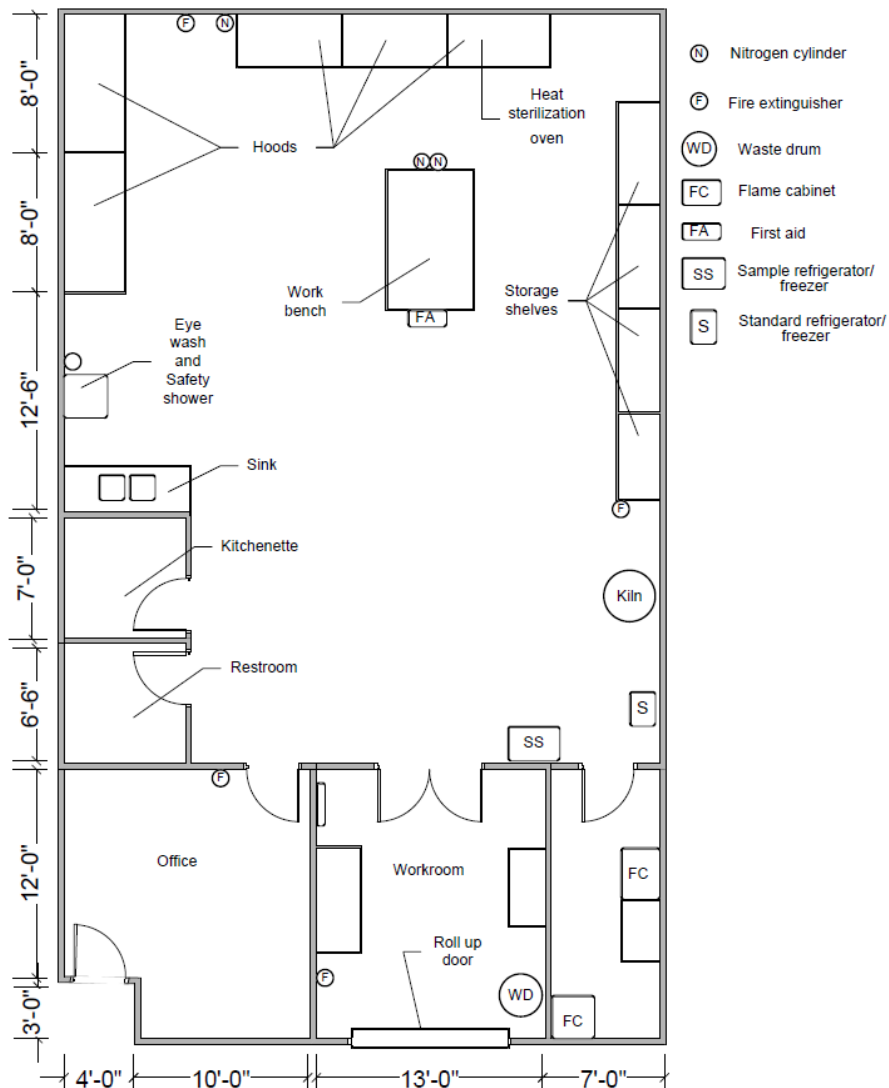 F
N
8'-0"
Hoods
Heat
sterilization
oven
N
N
8'-0"
Work
bench
FA
Storage
shelves
Eye
wash
and
Safety
shower
12'-6"
Sink
F
7'-0"
Kitchenette
Kiln
6'-6"
Restroom
S
SS
F
12'-0"
Office
Workroom
FC
Roll up
door
F
WD
FC
3'-0"
4'-0"
10'-0"
13'-0"
7'-0"
N
Nitrogen cylinder
F
Fire extinguisher
WD
Waste drum
FC
Flame cabinet
FA
First aid
SS
Sample refrigerator/
freezer
S
Standard refrigerator/
freezer